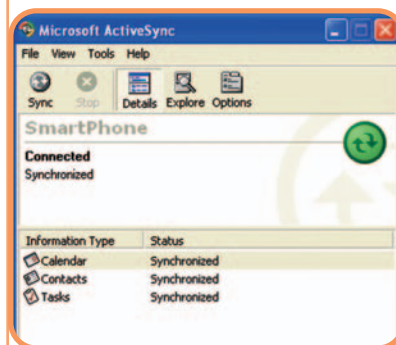 Microsoft ActiveSync
File View Tools Help
Sync Stop Details Explore Options
SmartPhone
Connected
Synchronized
Information Type Status
Calendar Synchronized
Contacts Synchronized
Tasks Synchronized